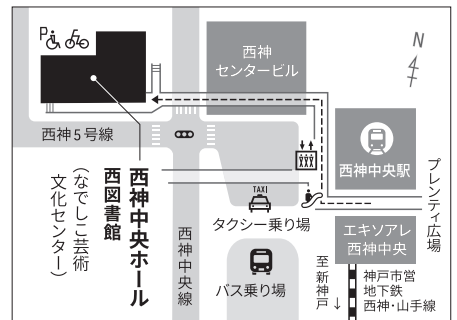 P
N
西神
センタービル
西神5号線
西神中央駅
プレンティ広場
TAXI
タクシー乗り場
エキソアレ
西神中央
西神中央ホール
西図書館
(なでしこ芸術
文化センター)
西神中央線
バス乗り場
至新神戸↓
神戸市営
地下鉄
西神・山手線